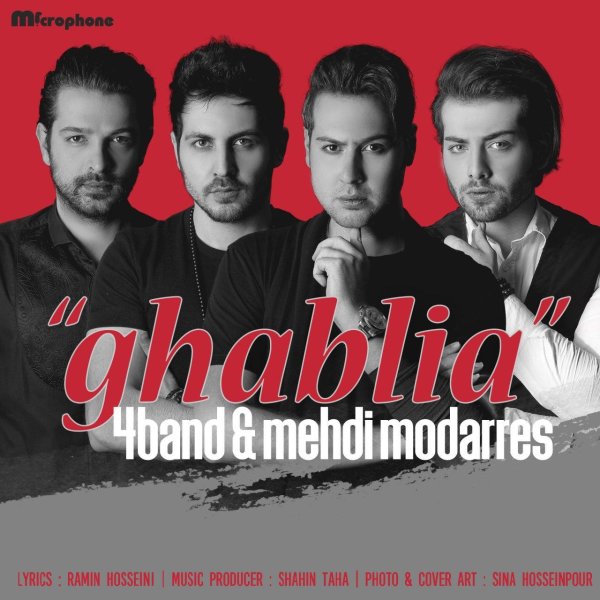 Microphone
"ghablia"
4band & mehdi modarres
LYRICS : RAMIN HOSSEINI | MUSIC PRODUCER : SHAHIN TAHA | PHOTO & COVER ART : SINA HOSSEINPOUR